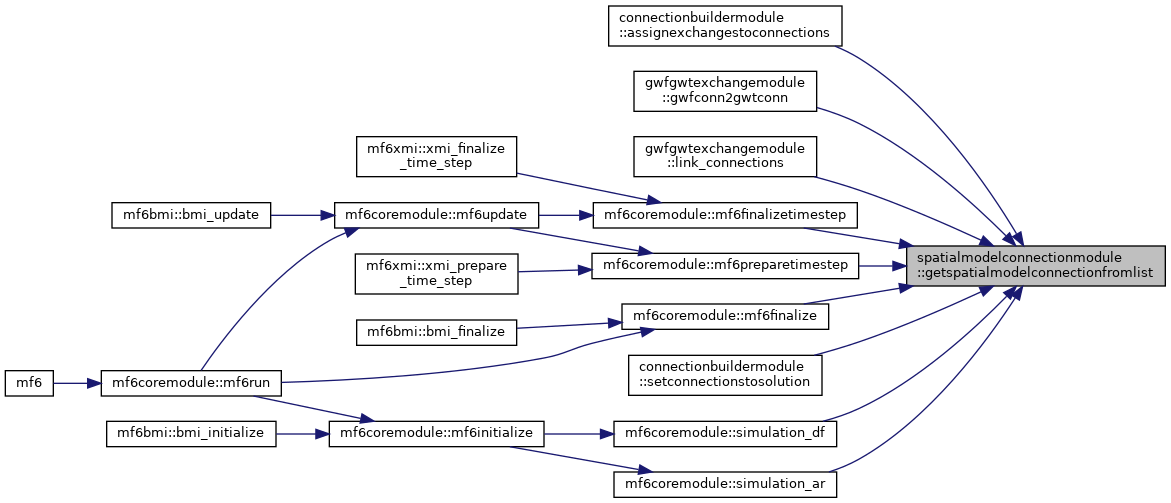 connectionbuildermodule
::assignexchangestoconnections
gwfgwtexchangemodule
::gwfconn2gwtconn
gwfgwtexchangemodule
::link_connections
mf6xmi::xmi_finalize
_time_step
mf6bmi::bmi_update
mf6coremodule::mf6update
mf6coremodule::mf6finalizetimestep
spatialmodelconnectionmodule
::getspatialmodelconnectionfromlist
mf6xmi::xmi_prepare
_time_step
mf6coremodule::mf6preparetimestep
mf6bmi::bmi_finalize
mf6coremodule::mf6finalize
connectionbuildermodule
::setconnectionstosolution
mf6
mf6coremodule::mf6run
mf6bmi::bmi_initialize
mf6coremodule::mf6initialize
mf6coremodule::simulation_df
mf6coremodule::simulation_ar